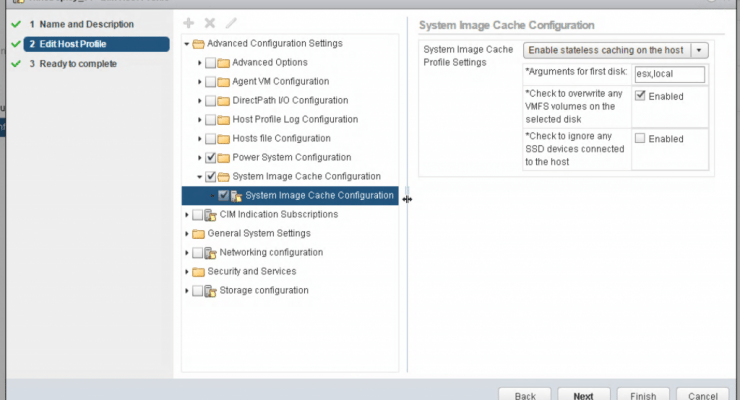 1 Name and Description
2 Edit Host Profile
3 Ready to complete
Advanced Configuration Settings
Advanced Options
Agent VM Configuration
DirectPath I/O Configuration
Host Profile Log Configuration
Hosts file Configuration
Power System Configuration
System Image Cache Configuration
System Image Cache Configuration
CIM Indication Subscriptions
General System Settings
Networking configuration
Security and Services
Storage configuration
System Image Cache Configuration
System Image Cache
Profile Settings
Enable stateless caching on the host
*Arguments for first disk:
esx,local
*Check to overwrite any
VMFS volumes on the
selected disk
Enabled
*Check to ignore any
SSD devices connected
to the host
Enabled
Back
Next
Finish
Cancel